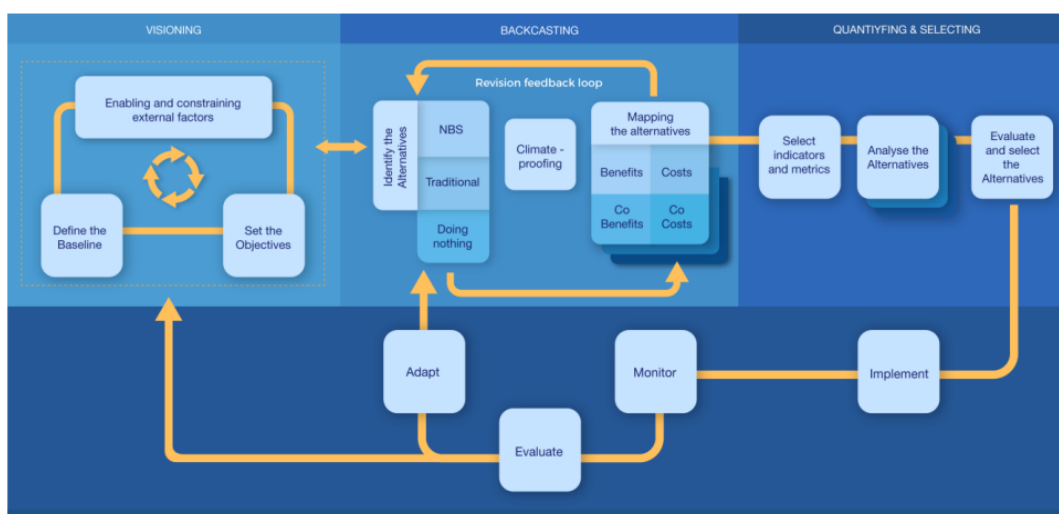 VISIONING
BACKCASTING
QUANTIYFING & SELECTING
Enabling and constraining
external factors
Define the
Baseline
Set the
Objectives
Revision feedback loop
Identify the
Alternatives
NBS
Traditional
Doing
nothing
Climate -
proofing
Mapping
the alternatives
Benefits
Costs
Co
Benefits
Co
Costs
Select
indicators
and metrics
Analyse the
Alternatives
Evaluate
and select
the
Alternatives
Adapt
Evaluate
Monitor
Implement